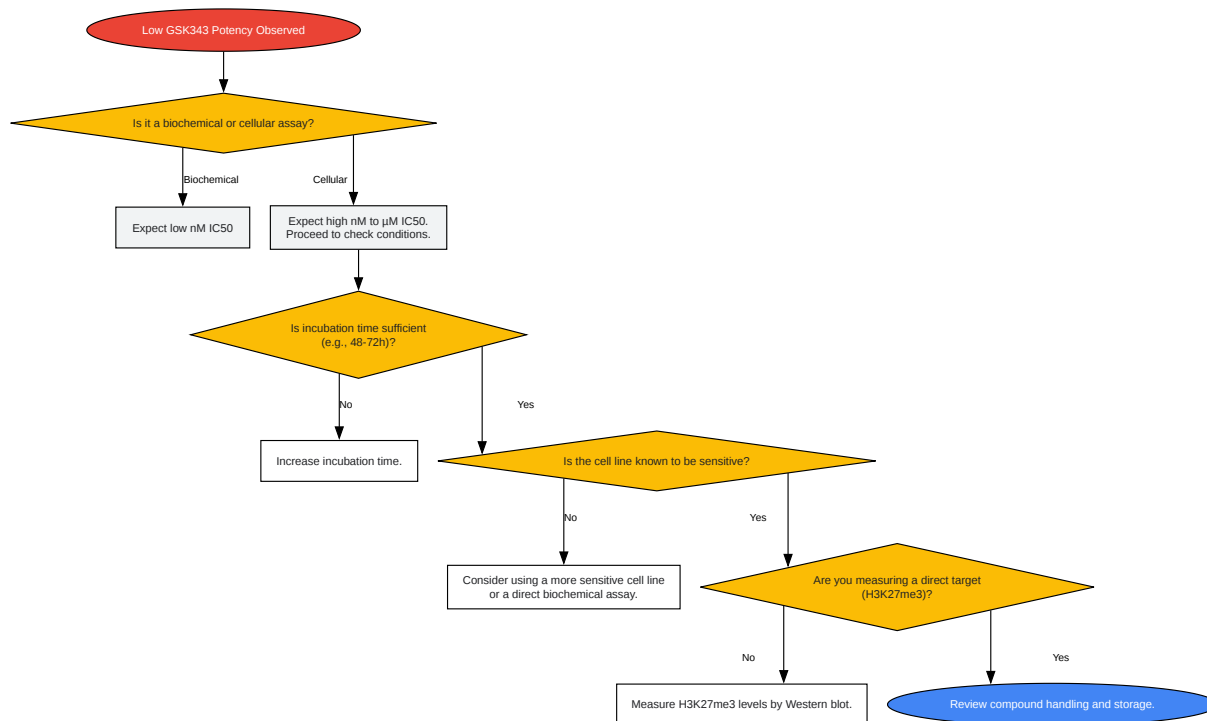 Low GSK343 Potency Observed
Is it a biochemical or cellular assay?
Biochemical
Cellular
Expect low nM IC50
Expect high nM to µM IC50.
Proceed to check conditions.
Is incubation time sufficient
(e.g., 48-72h)?
No
Yes
Increase incubation time.
Is the cell line known to be sensitive?
No
Yes
Consider using a more sensitive cell line
or a direct biochemical assay.
Are you measuring a direct target
(H3K27me3)?
No
Yes
Measure H3K27me3 levels by Western blot.
Review compound handling and storage.